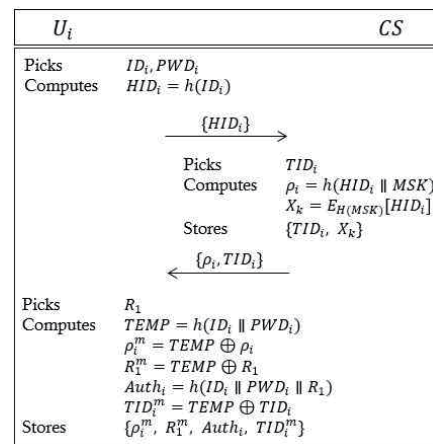 U_i CS
Picks ID_i, PWD_i
Computes HID_i = h(ID_i)
{HID_i}
Picks TID_i
Computes ρ_i = h(HID_i ∥ MSK)
X_k = E_{H(MSK)}[HID_i]
Stores {TID_i, X_k}
{ρ_i, TID_i}
Picks R_1
Computes TEMP = h(ID_i ∥ PWD_i)
ρ_i^m = TEMP ⊕ ρ_i
R_1^m = TEMP ⊕ R_1
Auth_i = h(ID_i ∥ PWD_i ∥ R_1)
TID_i^m = TEMP ⊕ TID_i
Stores {ρ_i^m, R_1^m, Auth_i, TID_i^m}